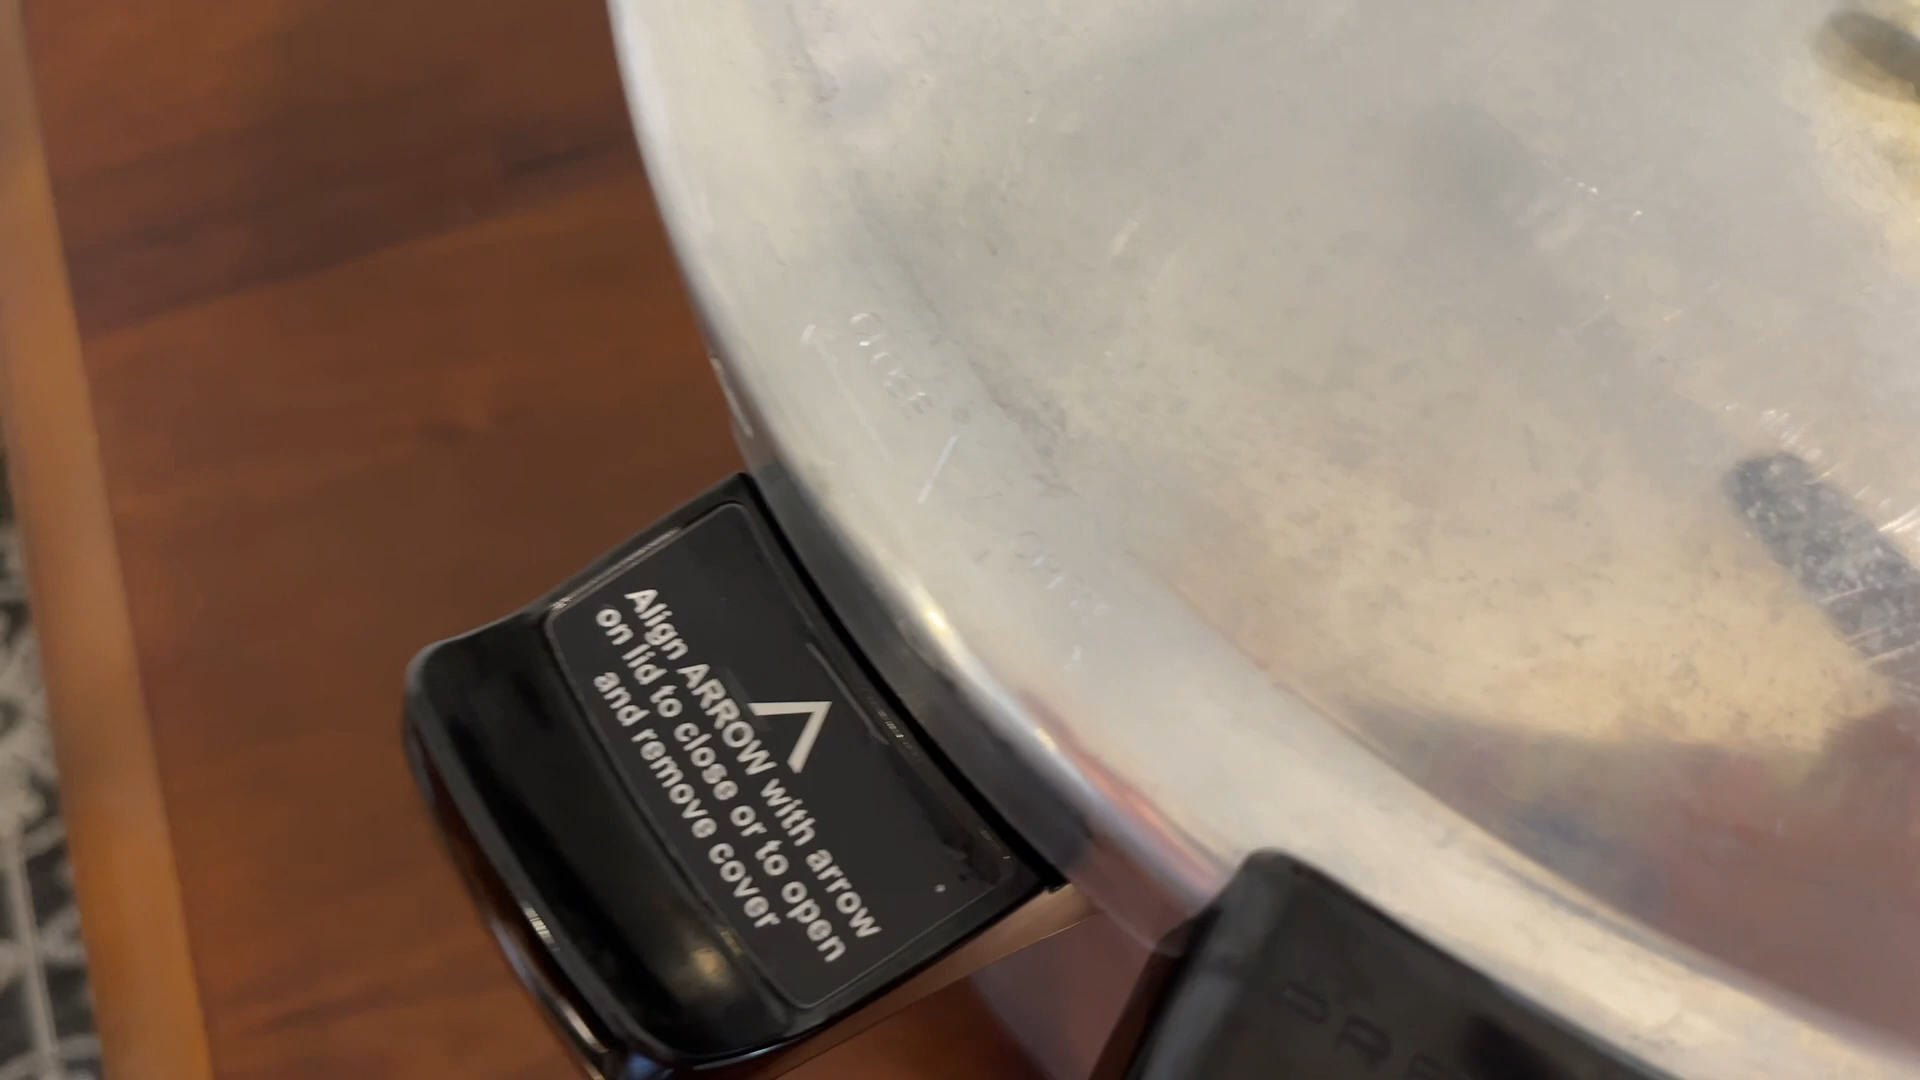 Align ARROW with arrow
on lid to close or to open
and remove cover